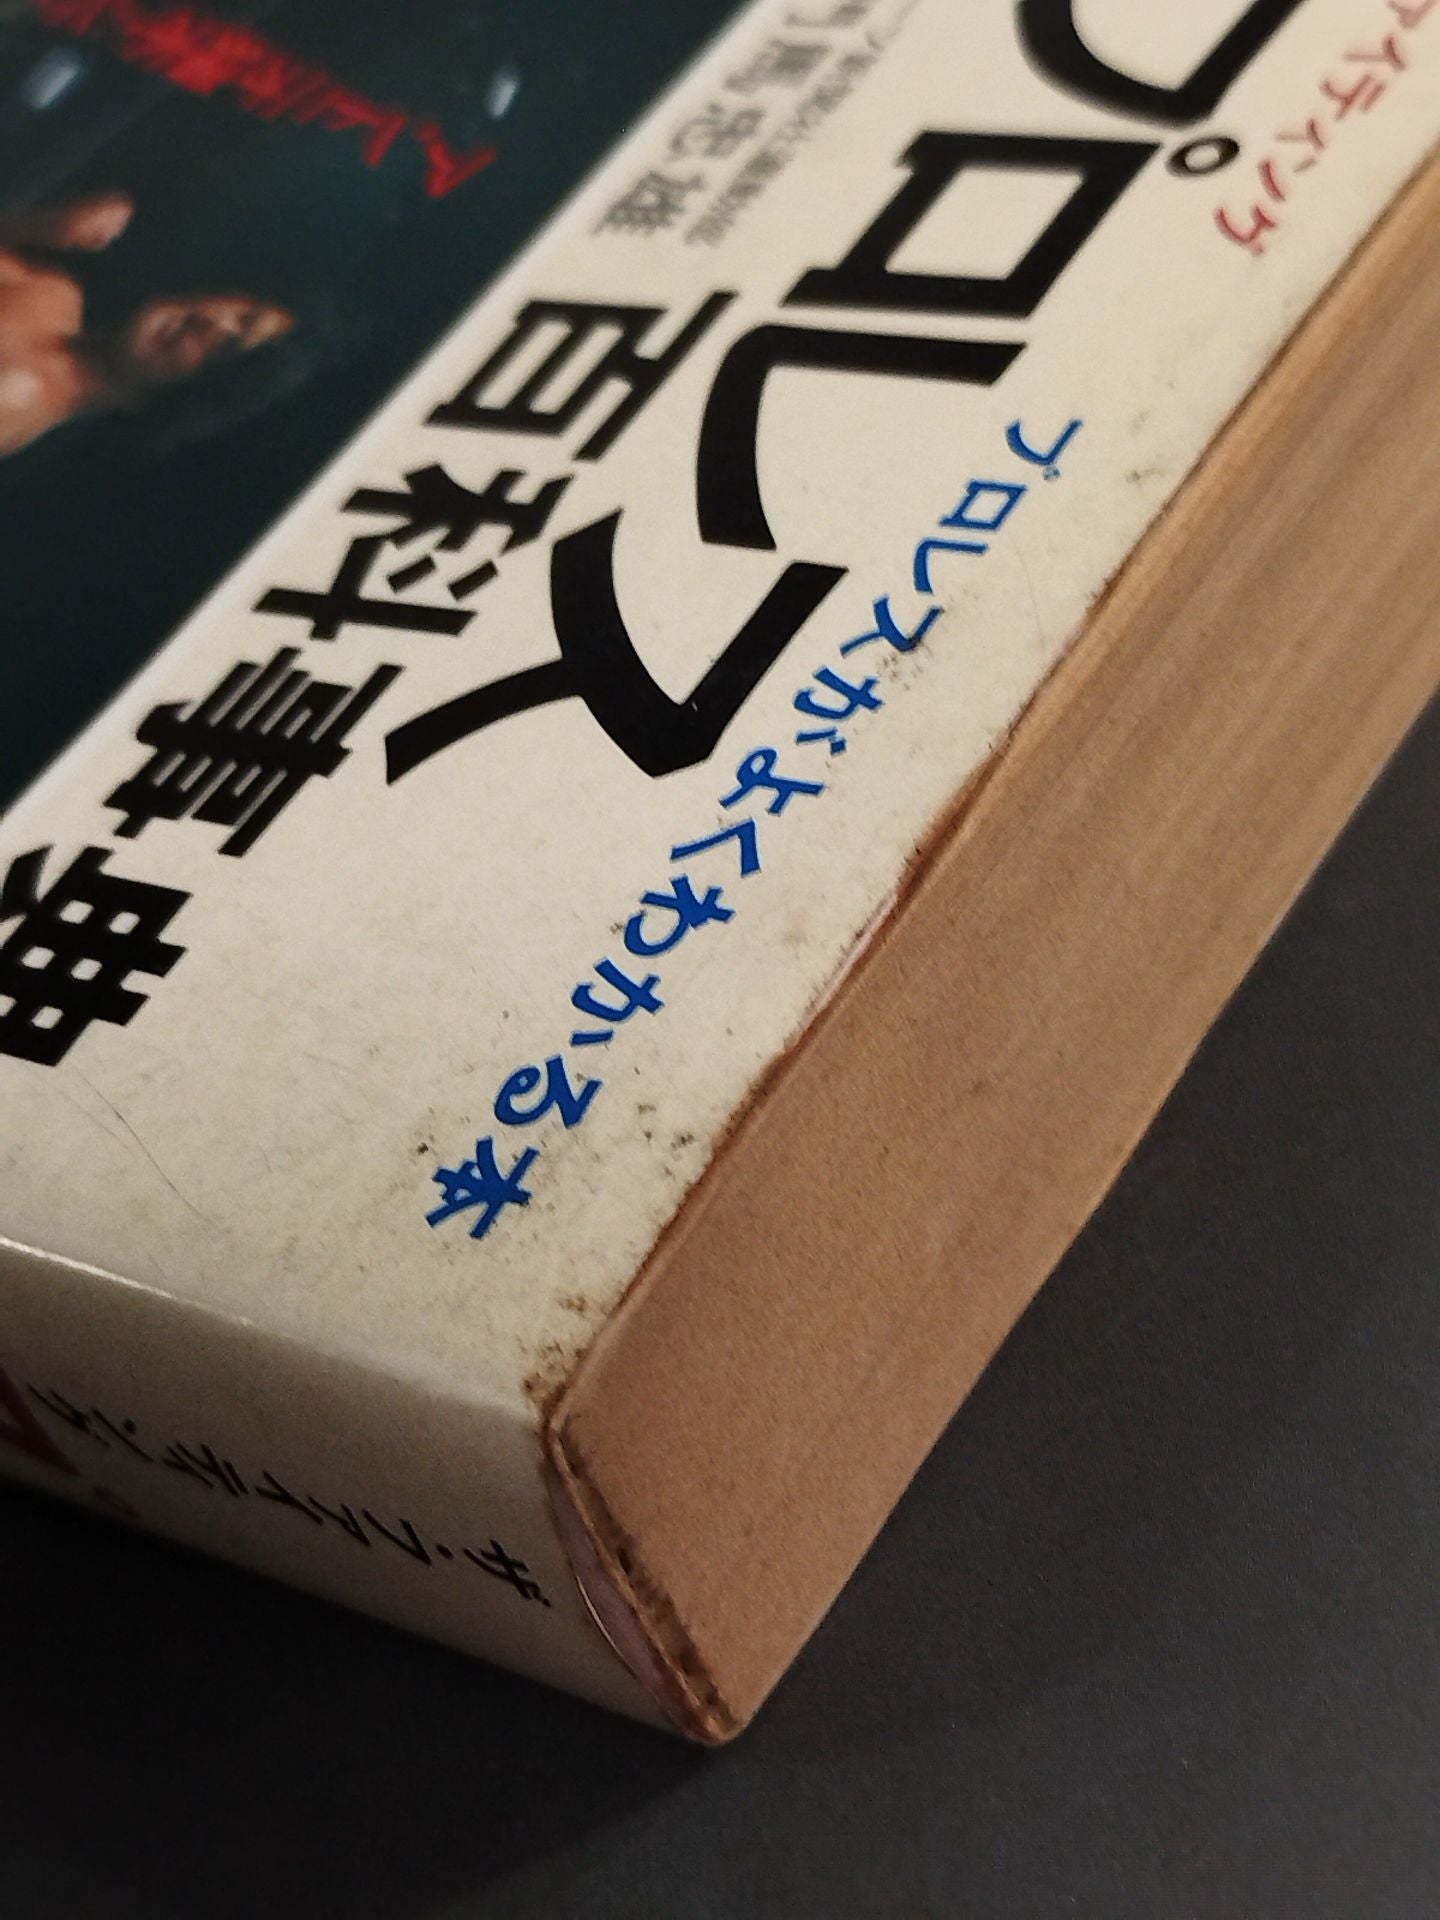 ァイティング
プロレス
百科事典
プロレスがよくわかる本
ザ・ファイティング